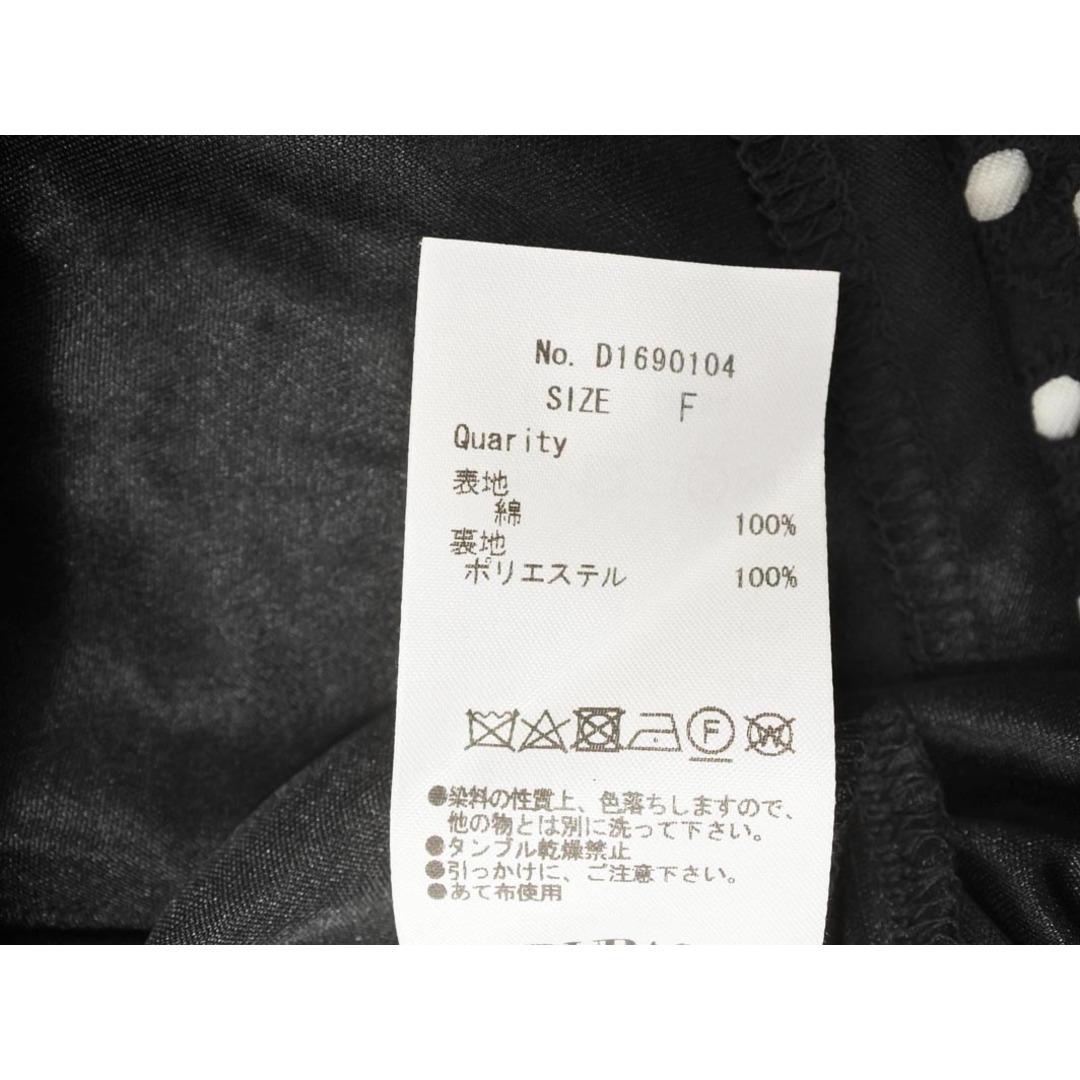 No. D1690104
SIZE F
Quarity
表地
綿 100%
裏地
ポリエステル 100%
F
W
●染料の性質上、色落ちしますので、
他の物とは別に洗って下さい。
●タンブル乾燥禁止
●引っかけに、ご注意下さい。
●あて布使用